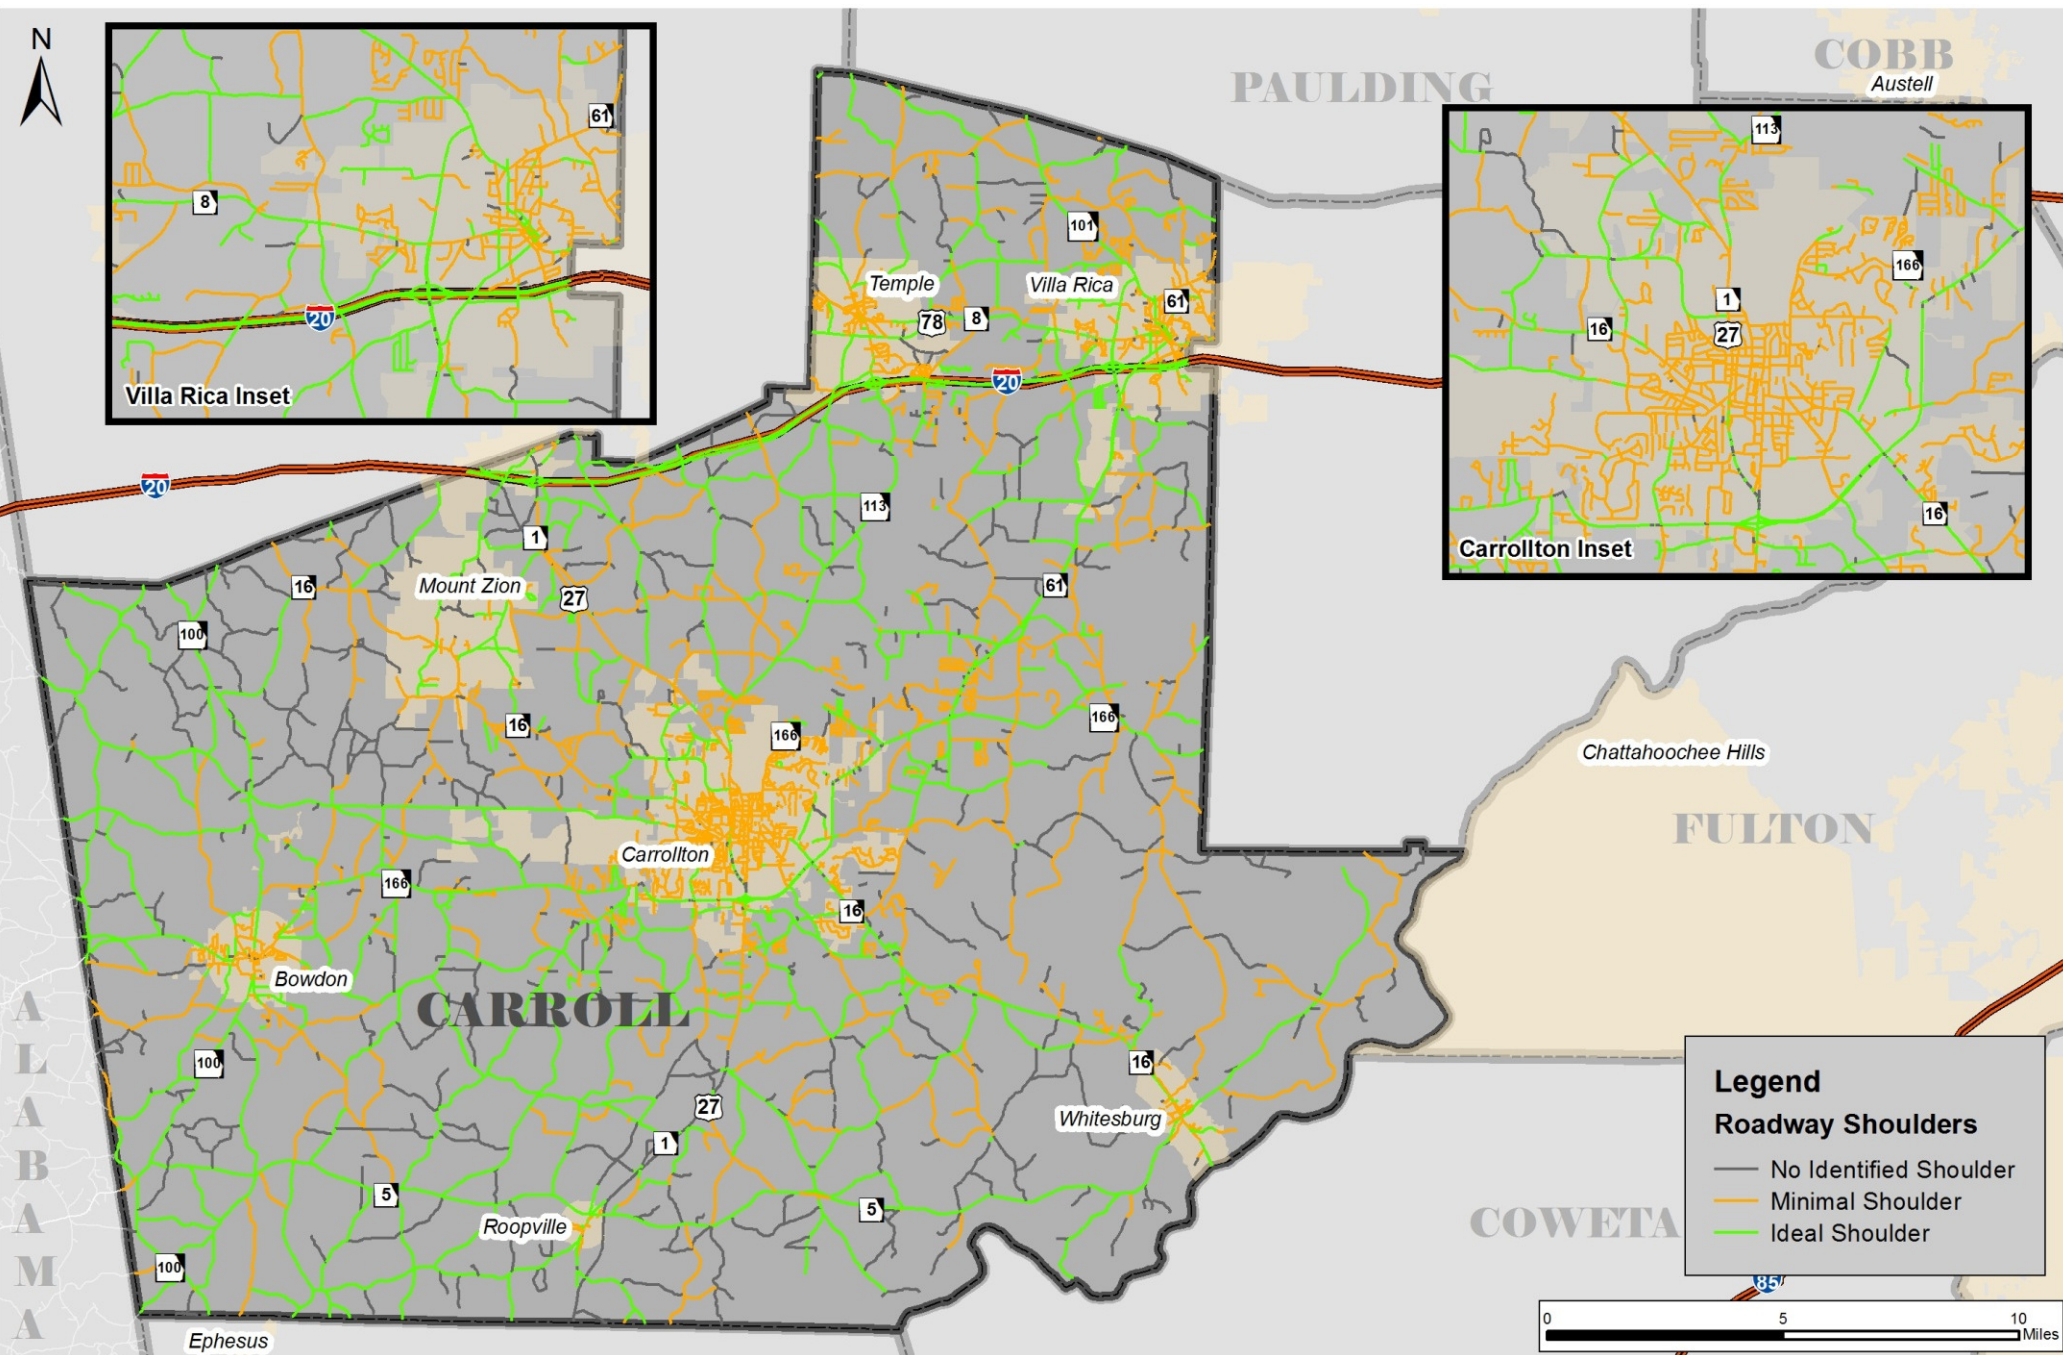 N
61
8
20
Villa Rica Inset
PAULDING
COBB
Austell
113
166
1
16
27
16
Carrollton Inset
101
Temple
Villa Rica
61
78
8
20
20
113
1
Mount Zion
27
16
61
100
16
166
166
Chattahoochee Hills
FULTON
Carrollton
166
16
Bowdon
CARROLL
100
16
27
Whitesburg
1
5
5
Roopville
COWETA
100
Ephesus
ALABAMA
Legend
Roadway Shoulders
No Identified Shoulder
Minimal Shoulder
Ideal Shoulder
85
0 5 10
Miles